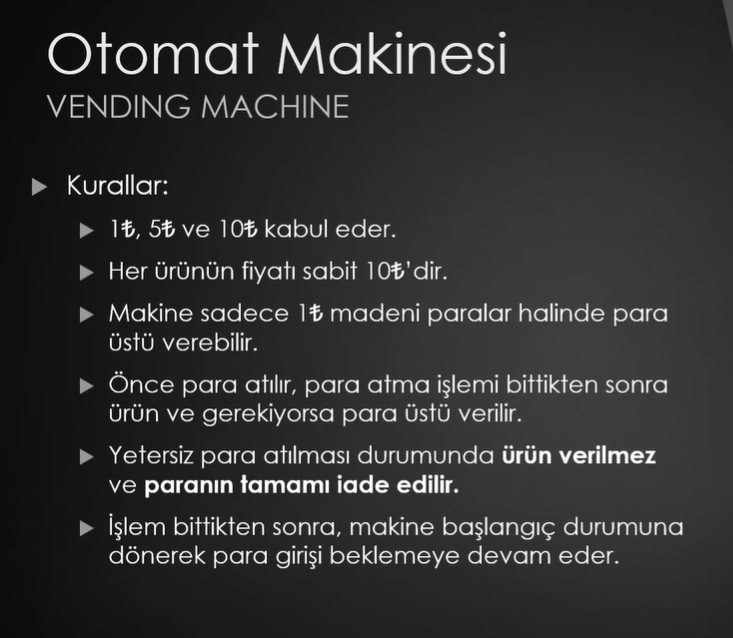 Otomat Makinesi
VENDING MACHINE
Kurallar:
1₺, 5₺ ve 10₺ kabul eder.
Her ürünün fiyatı sabit 10₺'dir.
Makine sadece 1₺ madeni paralar halinde para
üstü verebilir.
Önce para atılır, para atma işlemi bittikten sonra
ürün ve gerekiyorsa para üstü verilir.
Yetersiz para atılması durumunda ürün verilmez
ve paranın tamamı iade edilir.
İşlem bittikten sonra, makine başlangıç durumuna
dönerek para girişi beklemeye devam eder.